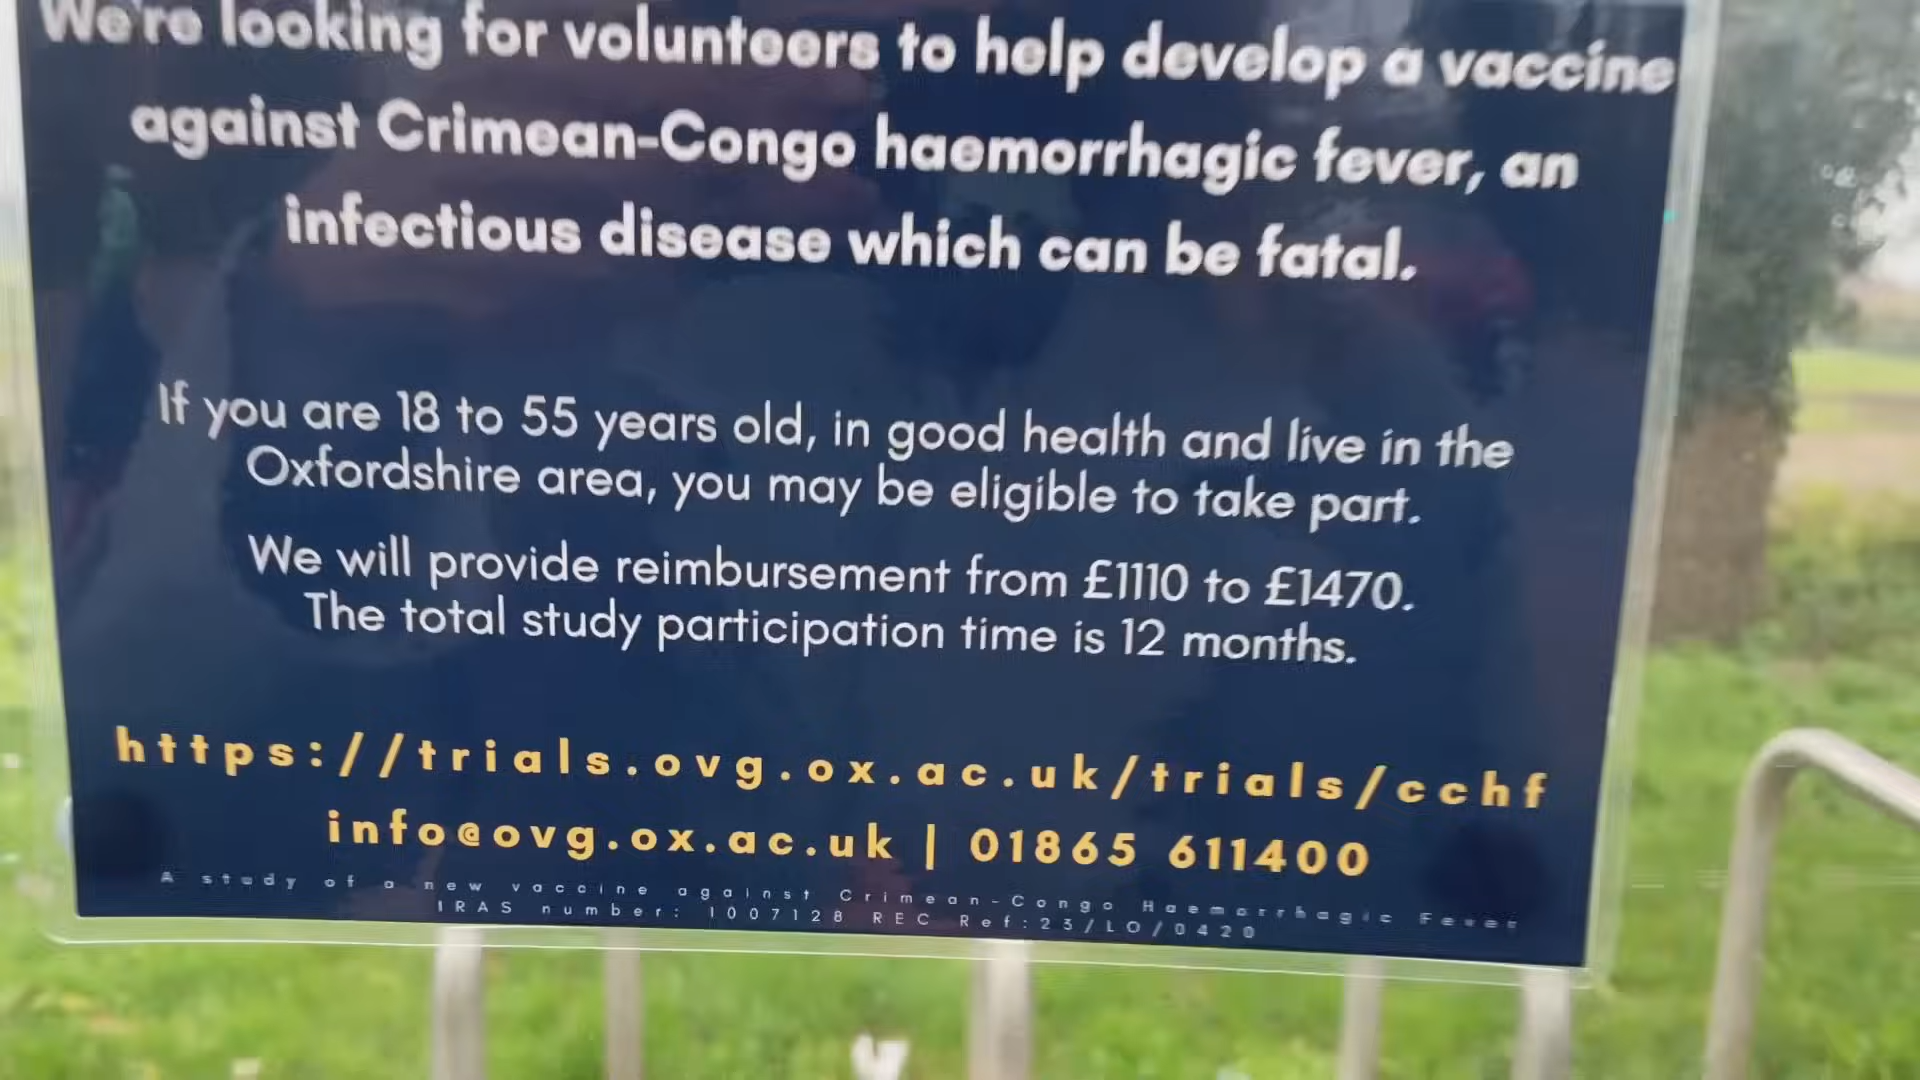 We're looking for volunteers to help develop a vaccine
against Crimean-Congo haemorrhagic fever, an
infectious disease which can be fatal.
If you are 18 to 55 years old, in good health and live in the
Oxfordshire area, you may be eligible to take part.
We will provide reimbursement from £1110 to £1470.
The total study participation time is 12 months.
https://trials.ovg.ox.ac.uk/trials/cchf
info@ovg.ox.ac.uk | 01865 611400
A study of a new vaccine against Crimean-Congo Haemorrhagic Fever
IRAS number: 1007128 REC Ref:23/LO/0420